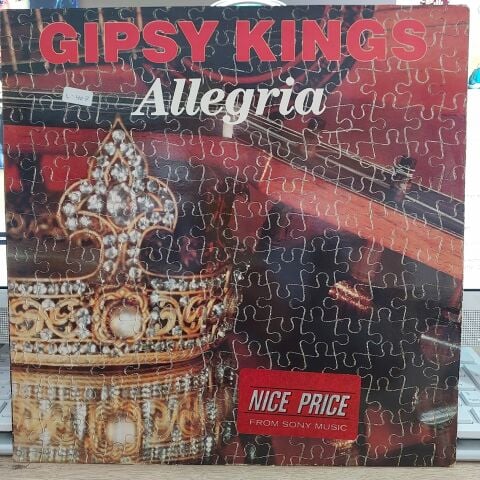 GIPSY KINGS
Allegria
NICE PRICE
FROM SONY MUSIC